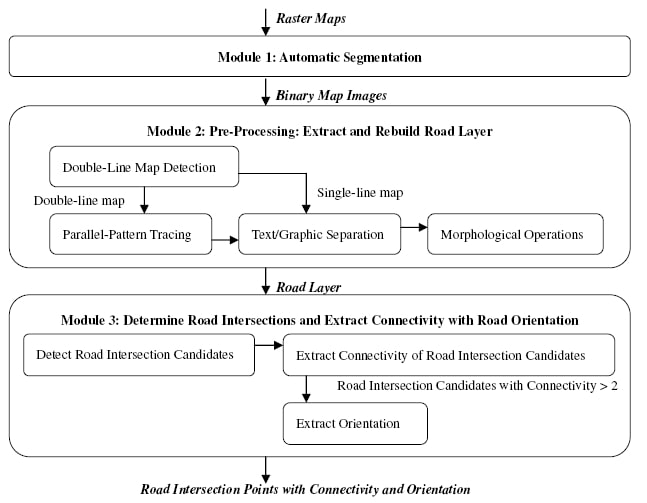 Raster Maps
Module 1: Automatic Segmentation
Binary Map Images
Module 2: Pre-Processing: Extract and Rebuild Road Layer
Double-Line Map Detection
Double-line map
Single-line map
Parallel-Pattern Tracing
Text/Graphic Separation
Morphological Operations
Road Layer
Module 3: Determine Road Intersections and Extract Connectivity with Road Orientation
Detect Road Intersection Candidates
Extract Connectivity of Road Intersection Candidates
Road Intersection Candidates with Connectivity > 2
Extract Orientation
Road Intersection Points with Connectivity and Orientation